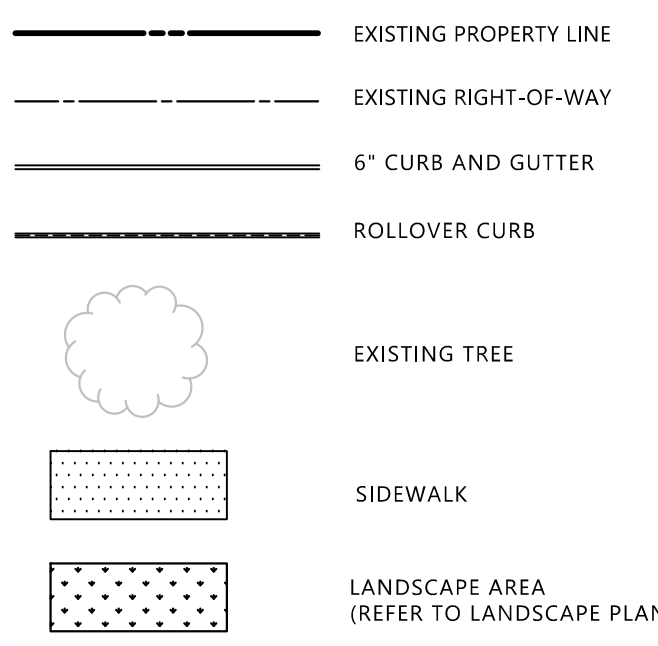 EXISTING PROPERTY LINE
EXISTING RIGHT-OF-WAY
6" CURB AND GUTTER
ROLLOVER CURB
EXISTING TREE
SIDEWALK
LANDSCAPE AREA
(REFER TO LANDSCAPE PLAN